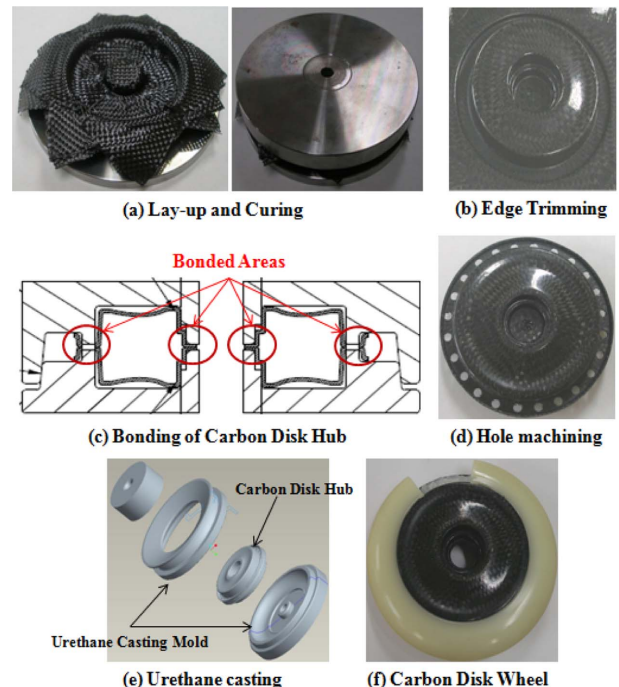 (a) Lay-up and Curing
(b) Edge Trimming
Bonded Areas
(c) Bonding of Carbon Disk Hub
(d) Hole machining
Carbon Disk Hub
Urethane Casting Mold
(e) Urethane casting
(f) Carbon Disk Wheel